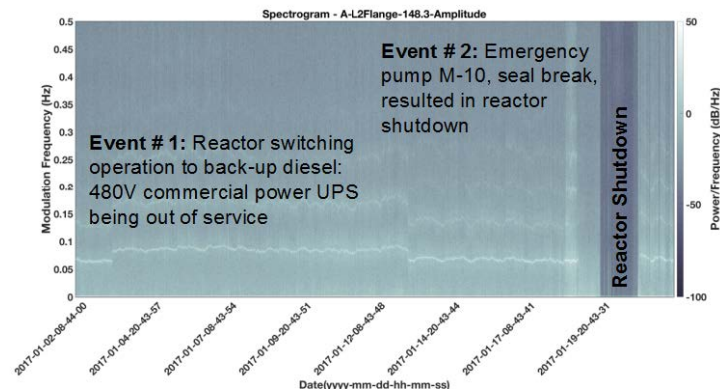 Spectrogram - A-L2Flange-148.3-Amplitude
0.5
0.45
0.4
0.35
0.3
0.25
0.2
0.15
0.1
0.05
0
Modulation Frequency (Hz)
Event # 1: Reactor switching
operation to back-up diesel:
480V commercial power UPS
being out of service
Event # 2: Emergency
pump M-10, seal break,
resulted in reactor
shutdown
Reactor Shutdown
50
0
-50
-100
Power/Frequency (dB/Hz)
2017-01-02-08-44-00
2017-01-04-20-43-57
2017-01-07-08-43-54
2017-01-09-20-43-51
2017-01-12-08-43-48
2017-01-14-20-43-44
2017-01-17-08-43-41
2017-01-19-20-43-31
Date(yyyy-mm-dd-hh-mm-ss)